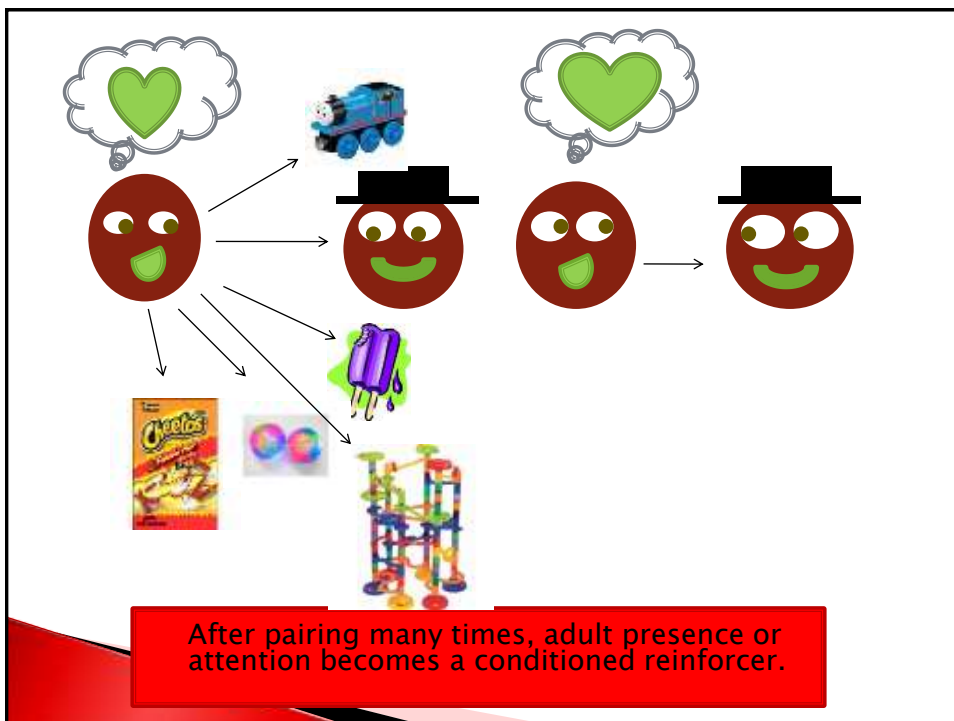 Cheetos
After pairing many times, adult presence or
attention becomes a conditioned reinforcer.